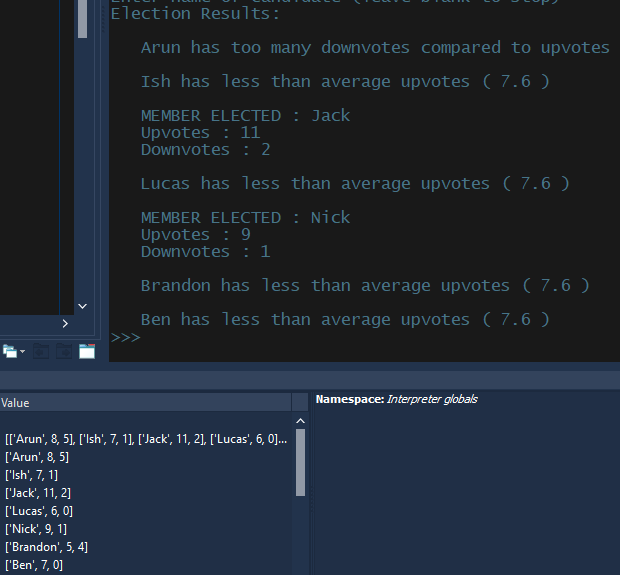 Enter Name of Candidate (leave blank to stop)
Election Results:
Arun has too many downvotes compared to upvotes
Ish has less than average upvotes ( 7.6 )
MEMBER ELECTED : Jack
Upvotes : 11
Downvotes : 2
Lucas has less than average upvotes ( 7.6 )
MEMBER ELECTED : Nick
Upvotes : 9
Downvotes : 1
Brandon has less than average upvotes ( 7.6 )
Ben has less than average upvotes ( 7.6 )
>>>
Value
Namespace: Interpreter globals
[['Arun', 8, 5], ['Ish', 7, 1], ['Jack', 11, 2], ['Lucas', 6, 0]...
['Arun', 8, 5]
['Ish', 7, 1]
['Jack', 11, 2]
['Lucas', 6, 0]
['Nick', 9, 1]
['Brandon', 5, 4]
['Ben', 7, 0]